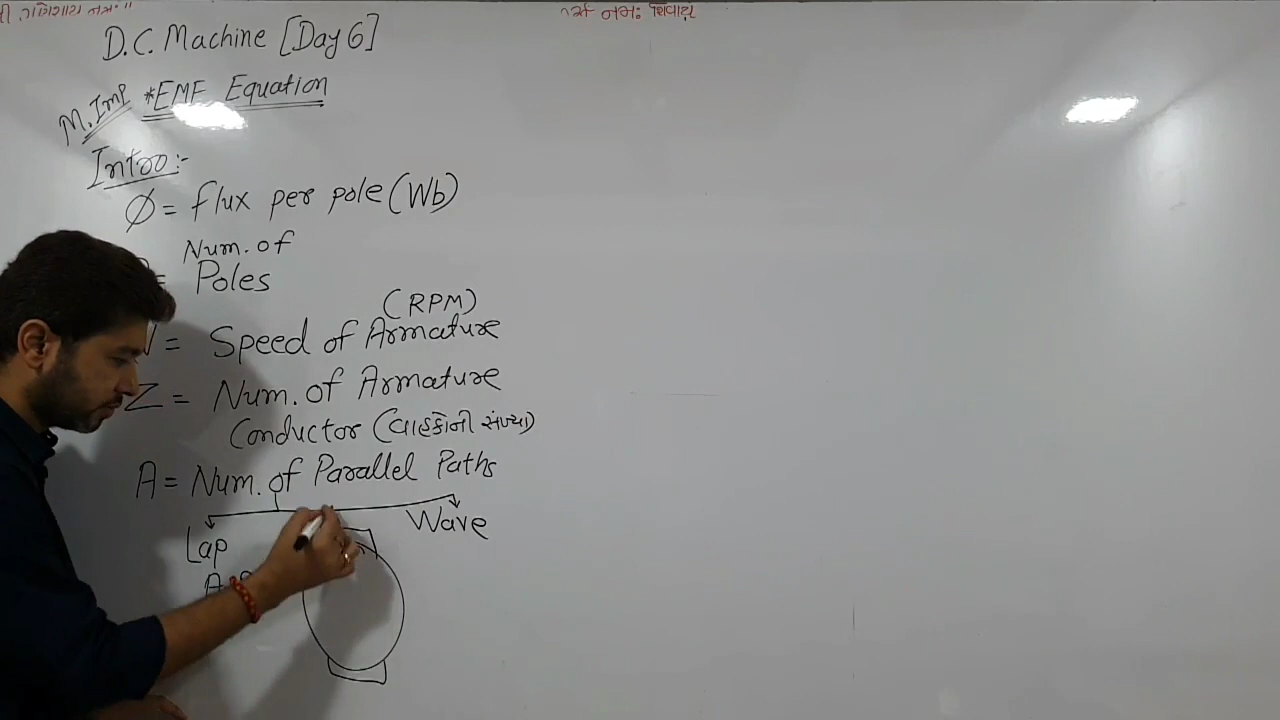 નમઃ શિવાય
D.C. Machine [Day 6]
M. Imp *EMF Equation
Intro :-
Ø = flux per pole (Wb)
Num. of
Poles
(RPM)
= Speed of Armature
Z = Num. of Armature
Conductor (વાહકોની સંખ્યા)
A = Num. of Parallel Paths
Lap
Wave